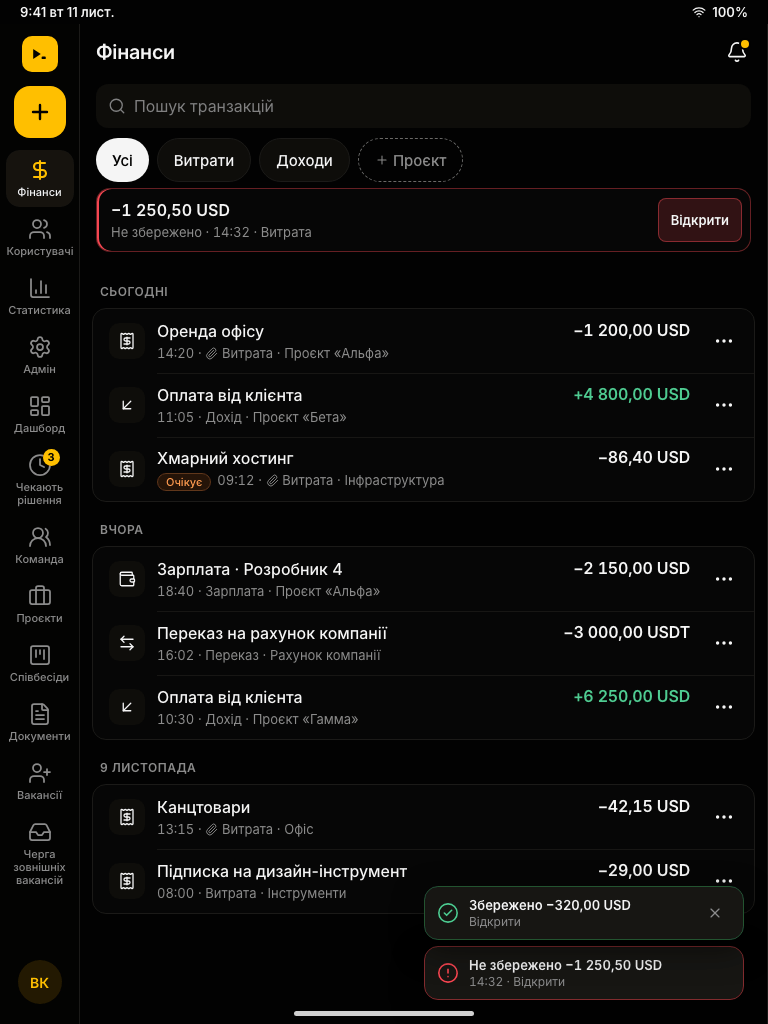 9:41 вт 11 лист.
100%
Фінанси
Пошук транзакцій
Усі
Витрати
Доходи
+ Проєкт
−1 250,50 USD
Не збережено · 14:32 · Витрата
Відкрити
Фінанси
Користувачі
Статистика
Адмін
Дашборд
3
Чекають
рішення
Команда
Проєкти
Співбесіди
Документи
Вакансії
Черга
зовнішніх
вакансій
ВК
СЬОГОДНІ
Оренда офісу
−1 200,00 USD
14:20 · Витрата · Проєкт «Альфа»
Оплата від клієнта
+4 800,00 USD
11:05 · Дохід · Проєкт «Бета»
Хмарний хостинг
−86,40 USD
Очікує 09:12 · Витрата · Інфраструктура
ВЧОРА
Зарплата · Розробник 4
−2 150,00 USD
18:40 · Зарплата · Проєкт «Альфа»
Переказ на рахунок компанії
−3 000,00 USDT
16:02 · Переказ · Рахунок компанії
Оплата від клієнта
+6 250,00 USD
10:30 · Дохід · Проєкт «Гамма»
9 ЛИСТОПАДА
Канцтовари
−42,15 USD
13:15 · Витрата · Офіс
Підписка на дизайн-інструмент
−29,00 USD
08:00 · Витрата · Інструменти
Збережено −320,00 USD
Відкрити
Не збережено −1 250,50 USD
14:32 · Відкрити